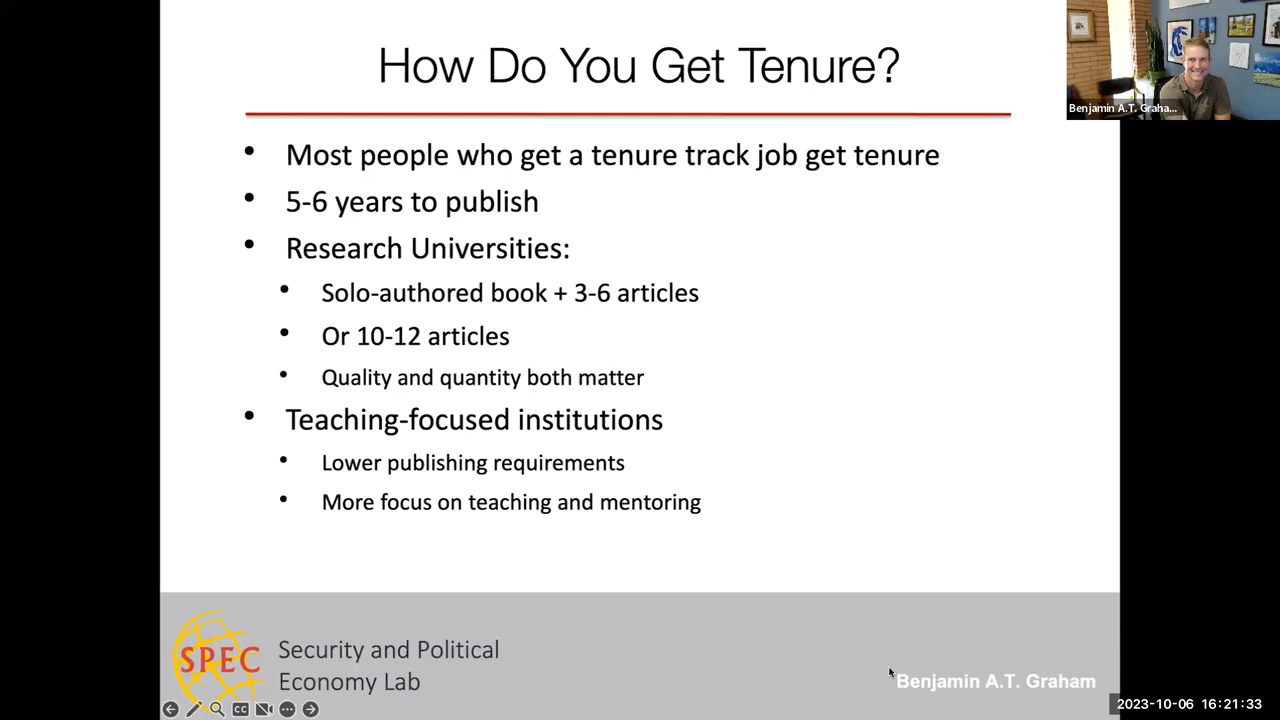 How Do You Get Tenure?
Benjamin A.T. Graha...
• Most people who get a tenure track job get tenure
• 5-6 years to publish
• Research Universities:
• Solo-authored book + 3-6 articles
• Or 10-12 articles
• Quality and quantity both matter
• Teaching-focused institutions
• Lower publishing requirements
• More focus on teaching and mentoring
SPEC
Security and Political
Economy Lab
Benjamin A.T. Graham
CC
2023-10-06 16:21:33